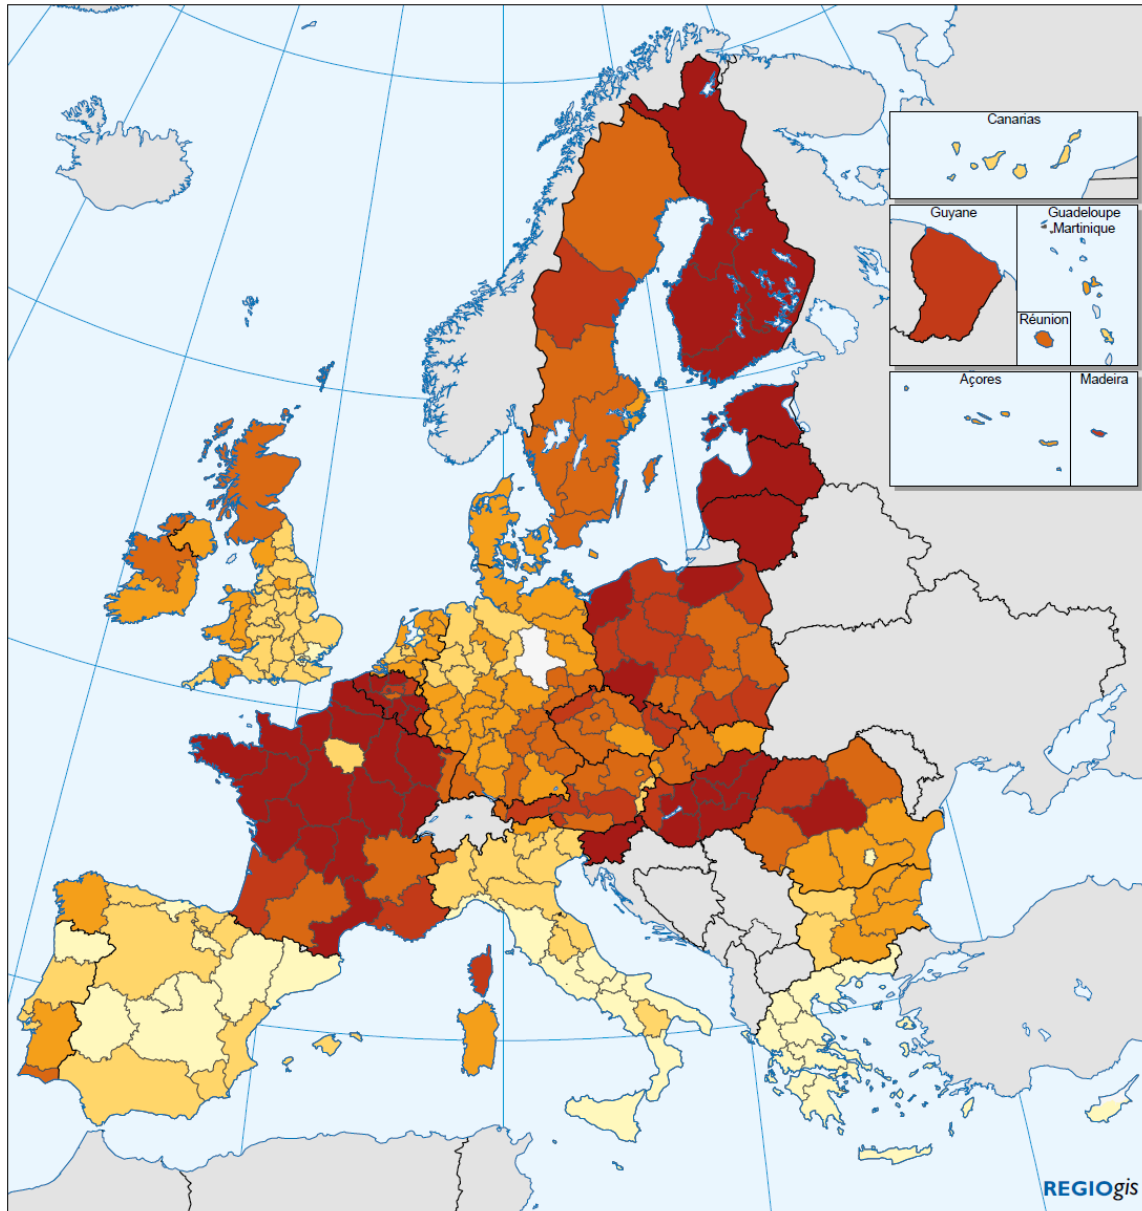 Canarias
Guyane
Guadeloupe
Martinique
Réunion
Açores
Madeira
REGIOgis